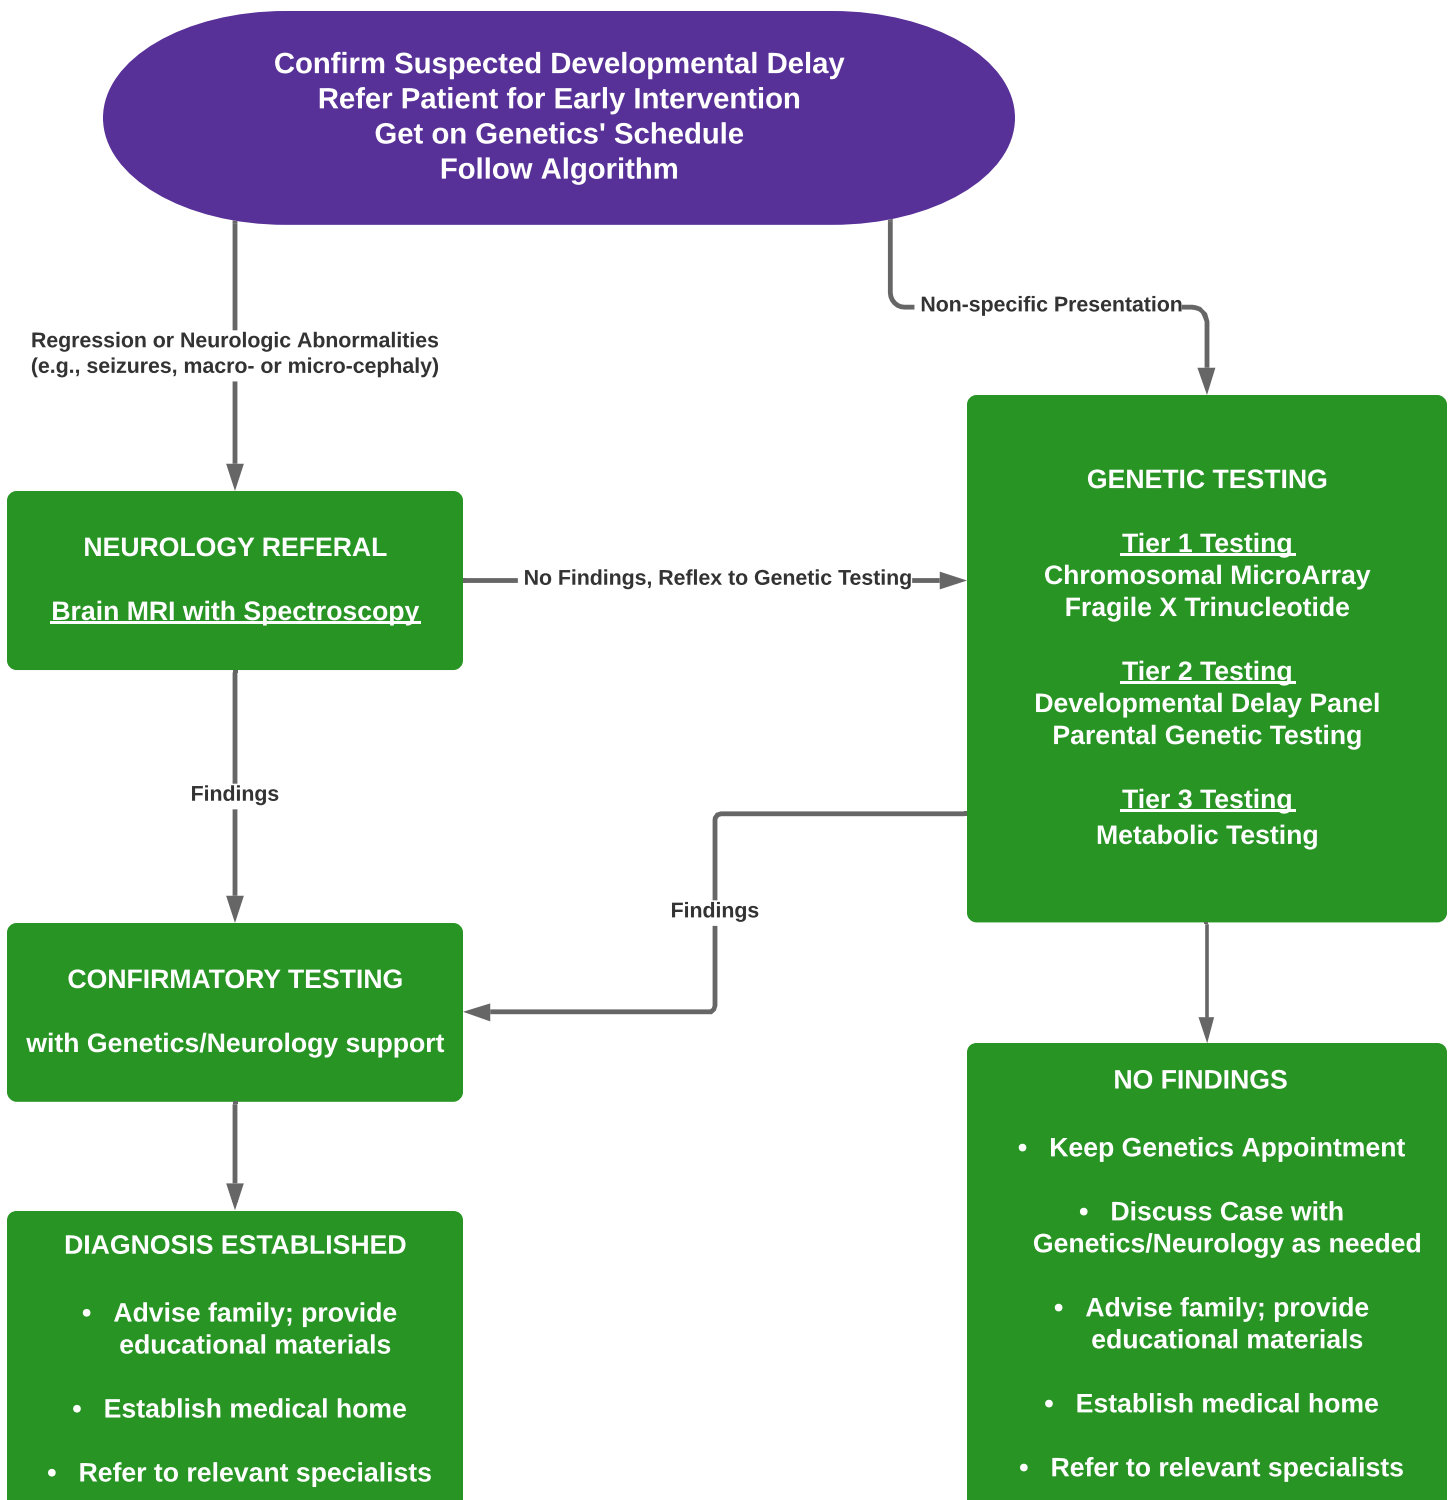 Confirm Suspected Developmental Delay
Refer Patient for Early Intervention
Get on Genetics' Schedule
Follow Algorithm
Non-specific Presentation
Regression or Neurologic Abnormalities
(e.g., seizures, macro- or micro-cephaly)
NEUROLOGY REFERAL
Brain MRI with Spectroscopy
No Findings, Reflex to Genetic Testing
GENETIC TESTING
Tier 1 Testing
Chromosomal MicroArray
Fragile X Trinucleotide
Tier 2 Testing
Developmental Delay Panel
Parental Genetic Testing
Tier 3 Testing
Metabolic Testing
Findings
Findings
CONFIRMATORY TESTING
with Genetics/Neurology support
DIAGNOSIS ESTABLISHED
• Advise family; provide
educational materials
• Establish medical home
• Refer to relevant specialists
NO FINDINGS
• Keep Genetics Appointment
• Discuss Case with
Genetics/Neurology as needed
• Advise family; provide
educational materials
• Establish medical home
• Refer to relevant specialists